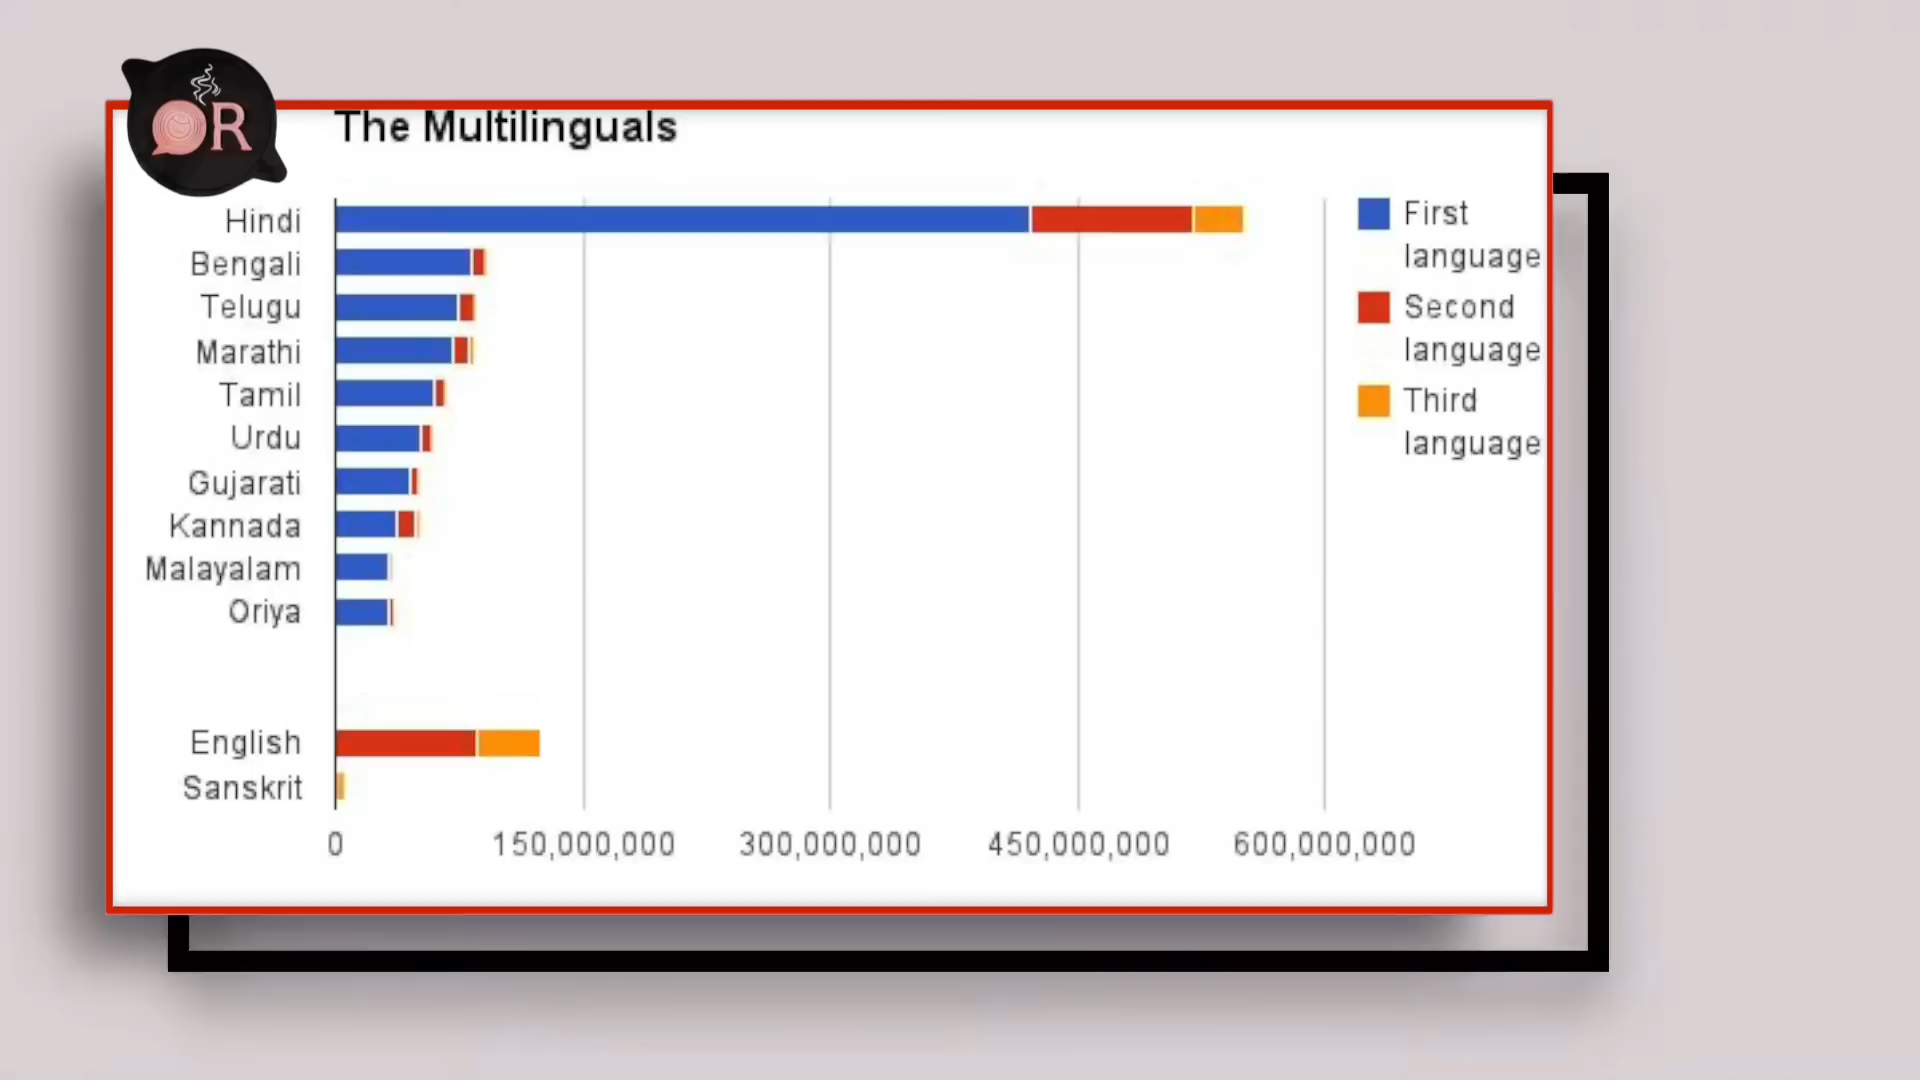 OR
The Multilinguals
Hindi
Bengali
Telugu
Marathi
Tamil
Urdu
Gujarati
Kannada
Malayalam
Oriya
English
Sanskrit
0
150,000,000
300,000,000
450,000,000
600,000,000
First
language
Second
language
Third
language